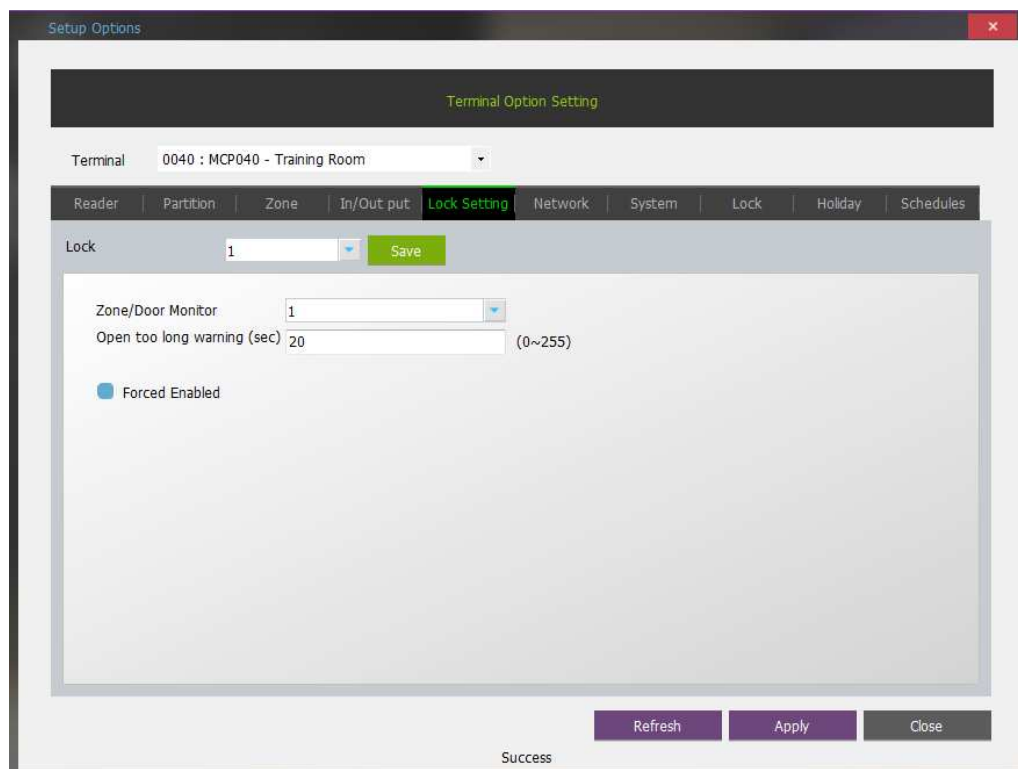 Setup Options
Terminal Option Setting
Terminal 0040 : MCP040 - Training Room
Reader Partition Zone In/Out put Lock Setting Network System Lock Holiday Schedules
Lock 1 Save
Zone/Door Monitor 1
Open too long warning (sec) 20 (0~255)
Forced Enabled
Refresh Apply Close
Success